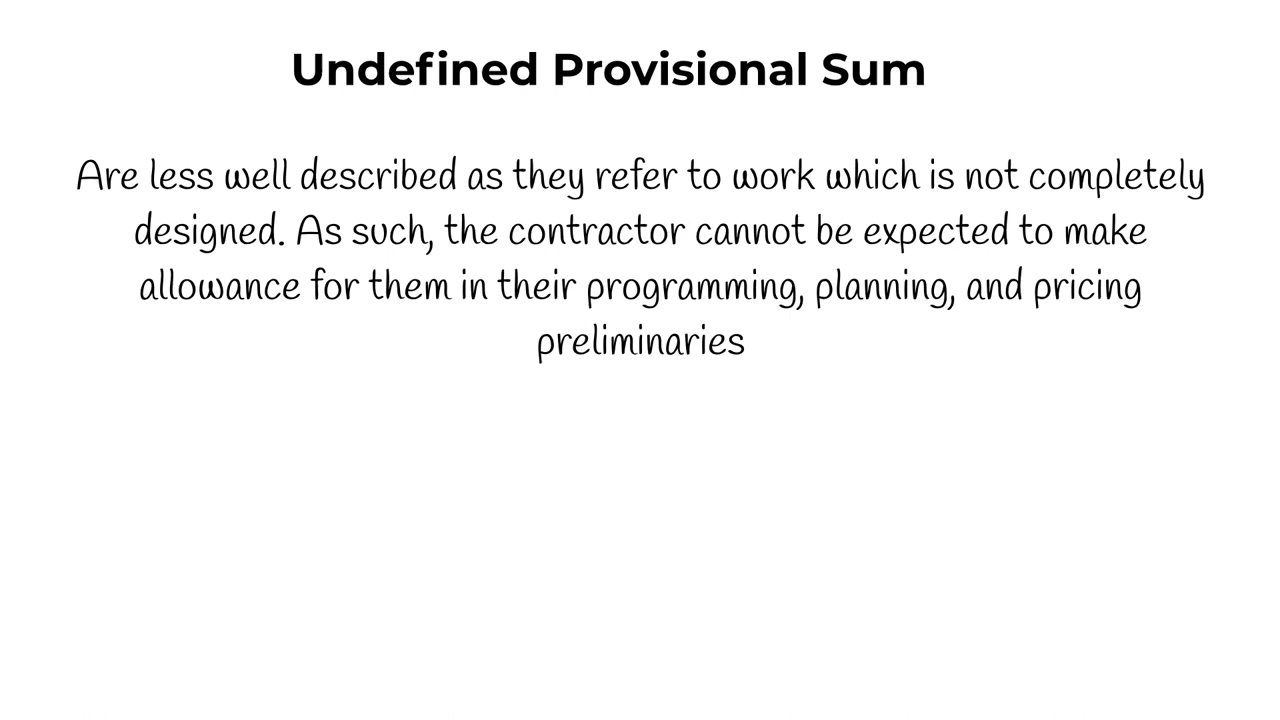 Undefined Provisional Sum
Are less well described as they refer to work which is not completely
designed. As such, the contractor cannot be expected to make
allowance for them in their programming, planning, and pricing
preliminaries